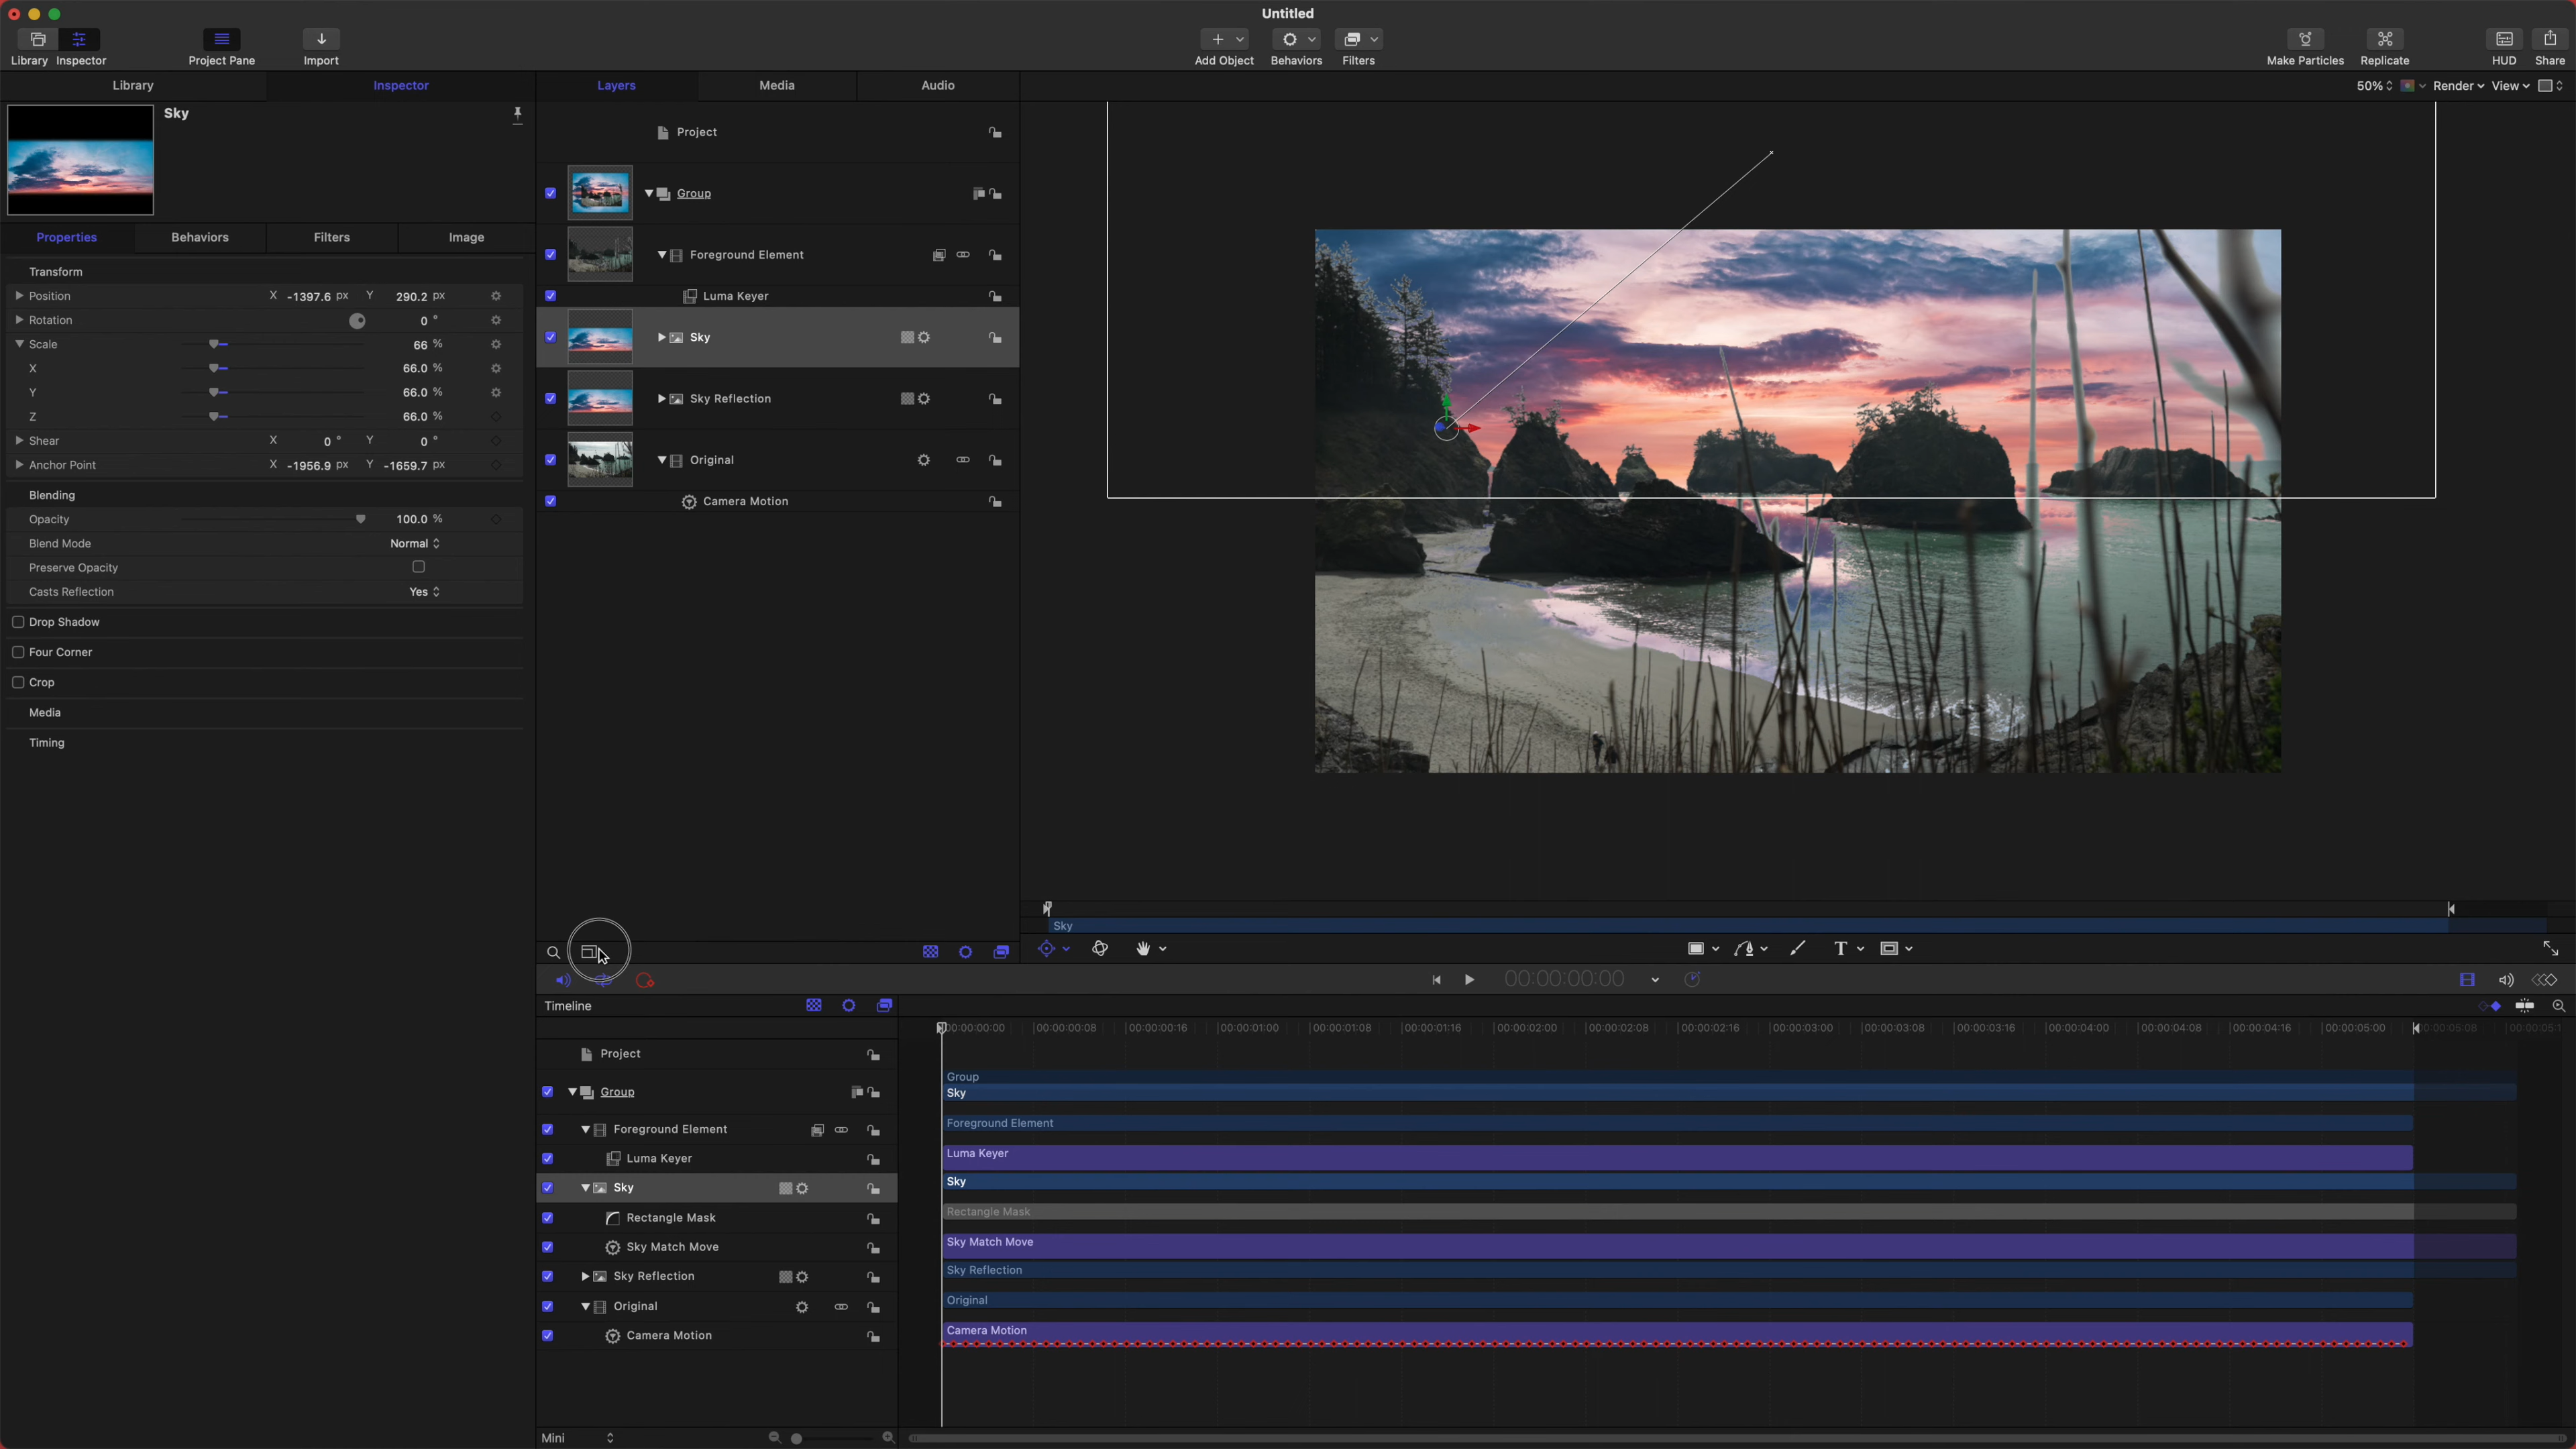 Untitled
Library Inspector Project Pane Import Add Object Behaviors Filters Make Particles Replicate HUD Share
Library Inspector
Sky
Properties Behaviors Filters Image
Transform
Position X -1397.6 px Y 290.2 px
Rotation 0 °
Scale 66 %
X 66.0 %
Y 66.0 %
Z 66.0 %
Shear X 0 ° Y 0 °
Anchor Point X -1956.9 px Y -1659.7 px
Blending
Opacity 100.0 %
Blend Mode Normal
Preserve Opacity
Casts Reflection Yes
Drop Shadow
Four Corner
Crop
Media
Timing
Layers Media Audio
Project
Group
Foreground Element
Luma Keyer
Sky
Sky Reflection
Original
Camera Motion
50% Render View
Sky
T
00:00:00:00
Timeline
00:00:00:00 00:00:00:08 00:00:00:16 00:00:01:00 00:00:01:08 00:00:01:16 00:00:02:00 00:00:02:08 00:00:02:16 00:00:03:00 00:00:03:08 00:00:03:16 00:00:04:00 00:00:04:08 00:00:04:16 00:00:05:00 00:00:05:08 00:00:05:1
Project
Group
Foreground Element
Luma Keyer
Sky
Rectangle Mask
Sky Match Move
Sky Reflection
Original
Camera Motion
Group
Sky
Foreground Element
Luma Keyer
Sky
Rectangle Mask
Sky Match Move
Sky Reflection
Original
Camera Motion
Mini